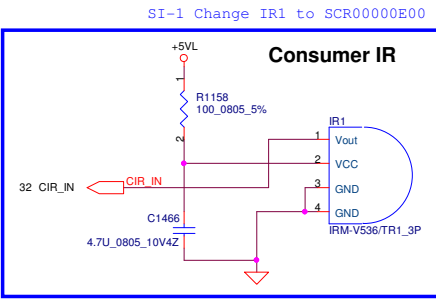 SI-1 Change IR1 to SCR00000E00
+5VL
Consumer IR
1
R1158
100_0805_5%
2
IR1
1 Vout
2 VCC
32 CIR_IN
CIR_IN
3 GND
4 GND
C1466
4.7U_0805_10V4Z
IRM-V536/TR1_3P